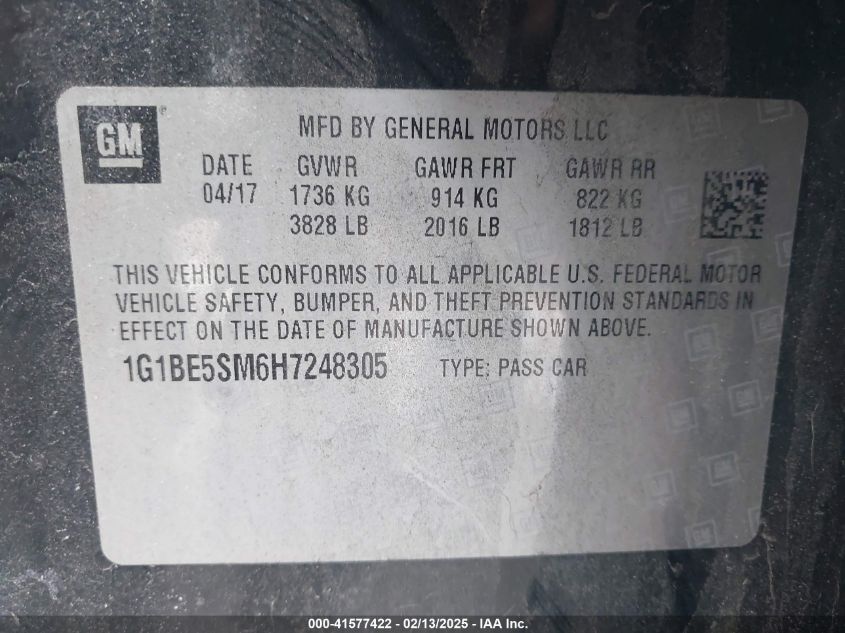 GM
MFD BY GENERAL MOTORS LLC
DATE GVWR GAWR FRT GAWR RR
04/17 1736 KG 914 KG 822 KG
3828 LB 2016 LB 1812 LB
THIS VEHICLE CONFORMS TO ALL APPLICABLE U.S. FEDERAL MOTOR
VEHICLE SAFETY, BUMPER, AND THEFT PREVENTION STANDARDS IN
EFFECT ON THE DATE OF MANUFACTURE SHOWN ABOVE.
1G1BE5SM6H7248305 TYPE: PASS CAR
000-41577422 - 02/13/2025 - IAA Inc.